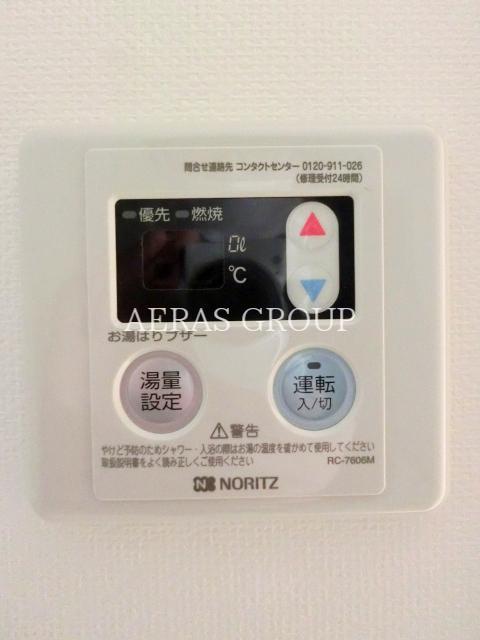 問合せ連絡先 コンタクトセンター 0120-911-026
(修理受付24時間)
優先 燃焼
0ℓ
℃
AERAS GROUP
お湯はりブザー
湯量
設定
運転
入/切
⚠警告
やけど予防のためシャワー・入浴の際はお湯の温度を確かめて使用してください
取扱説明書をよく読み正しくご使用ください
RC-7606M
NORITZ